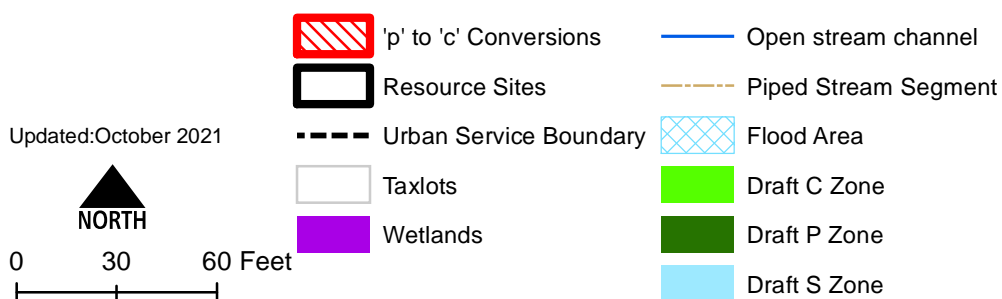 Updated:October 2021
NORTH
0 30 60 Feet
'p' to 'c' Conversions
Resource Sites
Urban Service Boundary
Taxlots
Wetlands
Open stream channel
Piped Stream Segment
Flood Area
Draft C Zone
Draft P Zone
Draft S Zone